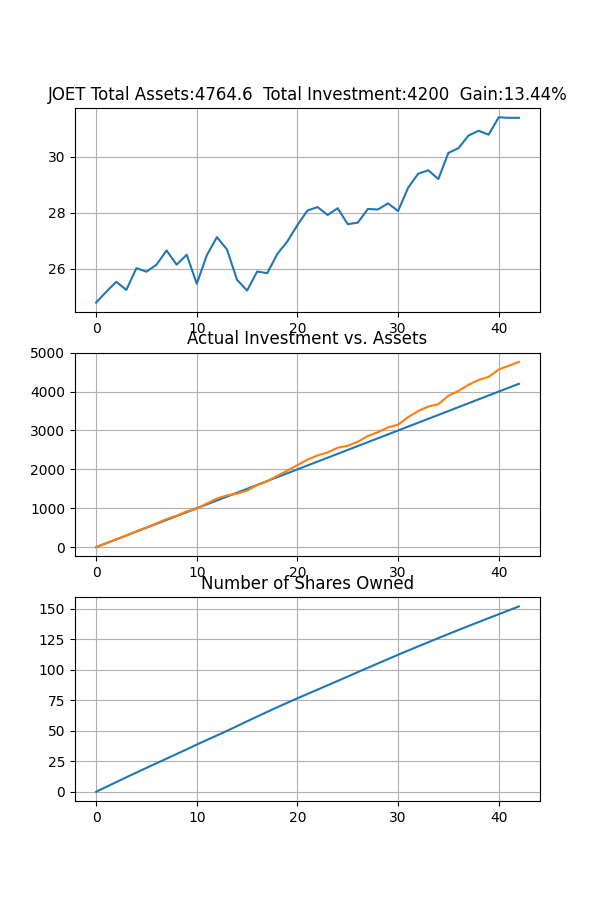 JOET Total Assets:4764.6  Total Investment:4200  Gain:13.44%
30
28
26
0 10 20 30 40
Actual Investment vs. Assets
5000
4000
3000
2000
1000
0
0 10 20 30 40
Number of Shares Owned
150
125
100
75
50
25
0
0 10 20 30 40